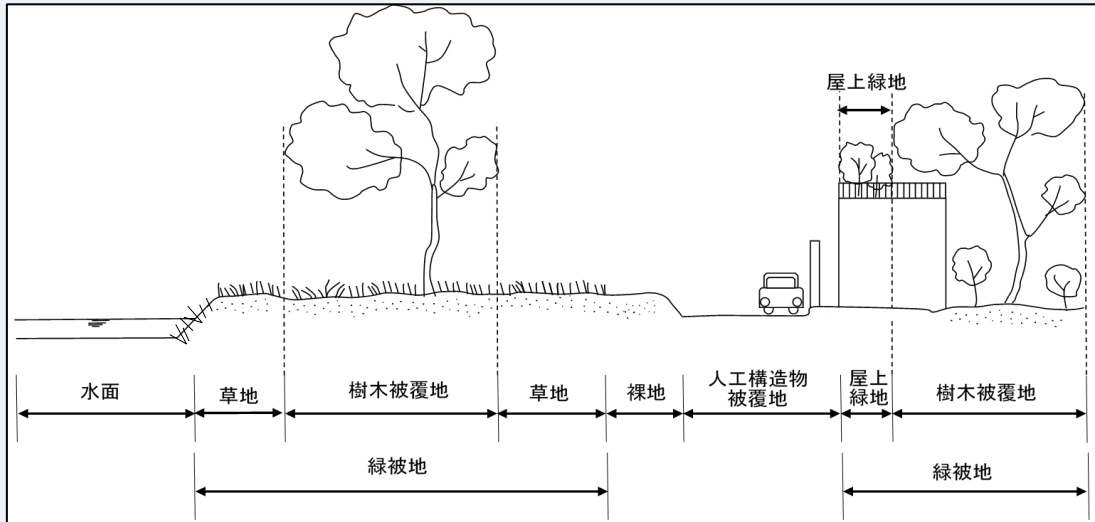 屋上緑地
水面
草地
樹木被覆地
草地
裸地
人工構造物
被覆地
屋上
緑地
樹木被覆地
緑被地
緑被地